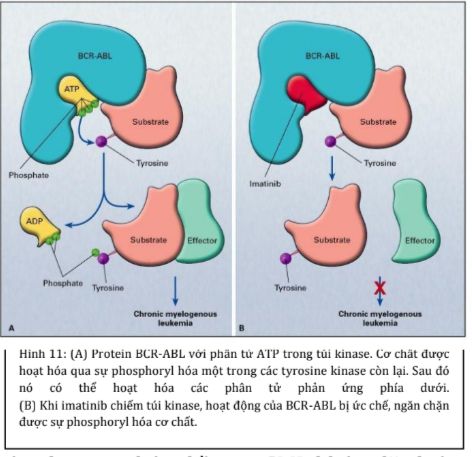 BCR-ABL
ATP
Substrate
Phosphate
Tyrosine
ADP
Substrate
Effector
Phosphate
Tyrosine
Chronic myelogenous
leukemia
A
BCR-ABL
Substrate
Imatinib
Tyrosine
Substrate
Effector
Tyrosine
Chronic myelogenous
leukemia
B
Hình 11: (A) Protein BCR-ABL với phân tử ATP trong túi kinase. Cơ chất được
hoạt hóa qua sự phosphoryl hóa một trong các tyrosine kinase còn lại. Sau đó
nó có thể hoạt hóa các phân tử phản ứng phía dưới.
(B) Khi imatinib chiếm túi kinase, hoạt động của BCR-ABL bị ức chế, ngăn chặn
được sự phosphoryl hóa cơ chất.